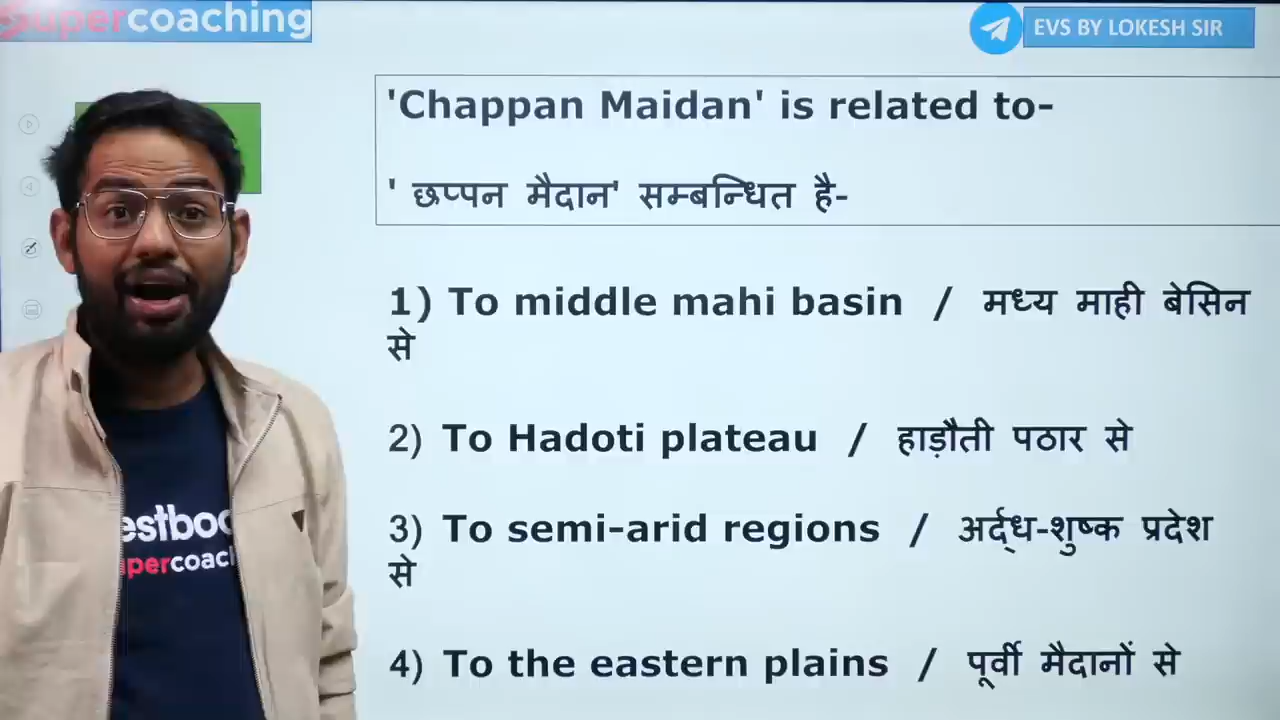 Supercoaching
EVS BY LOKESH SIR
'Chappan Maidan' is related to-
' छप्पन मैदान' सम्बन्धित है-
1) To middle mahi basin / मध्य माही बेसिन
से
2) To Hadoti plateau / हाड़ौती पठार से
3) To semi-arid regions / अर्द्ध-शुष्क प्रदेश
से
4) To the eastern plains / पूर्वी मैदानों से
estboo
percoach